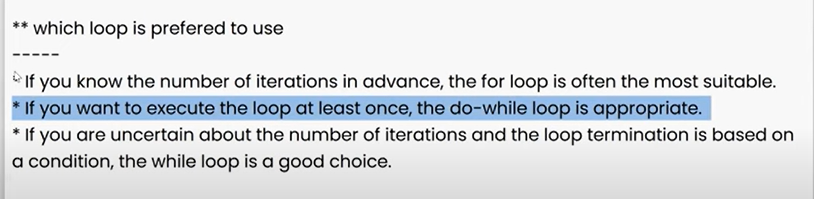 ** which loop is prefered to use
-----
* If you know the number of iterations in advance, the for loop is often the most suitable.
* If you want to execute the loop at least once, the do-while loop is appropriate.
* If you are uncertain about the number of iterations and the loop termination is based on
a condition, the while loop is a good choice.